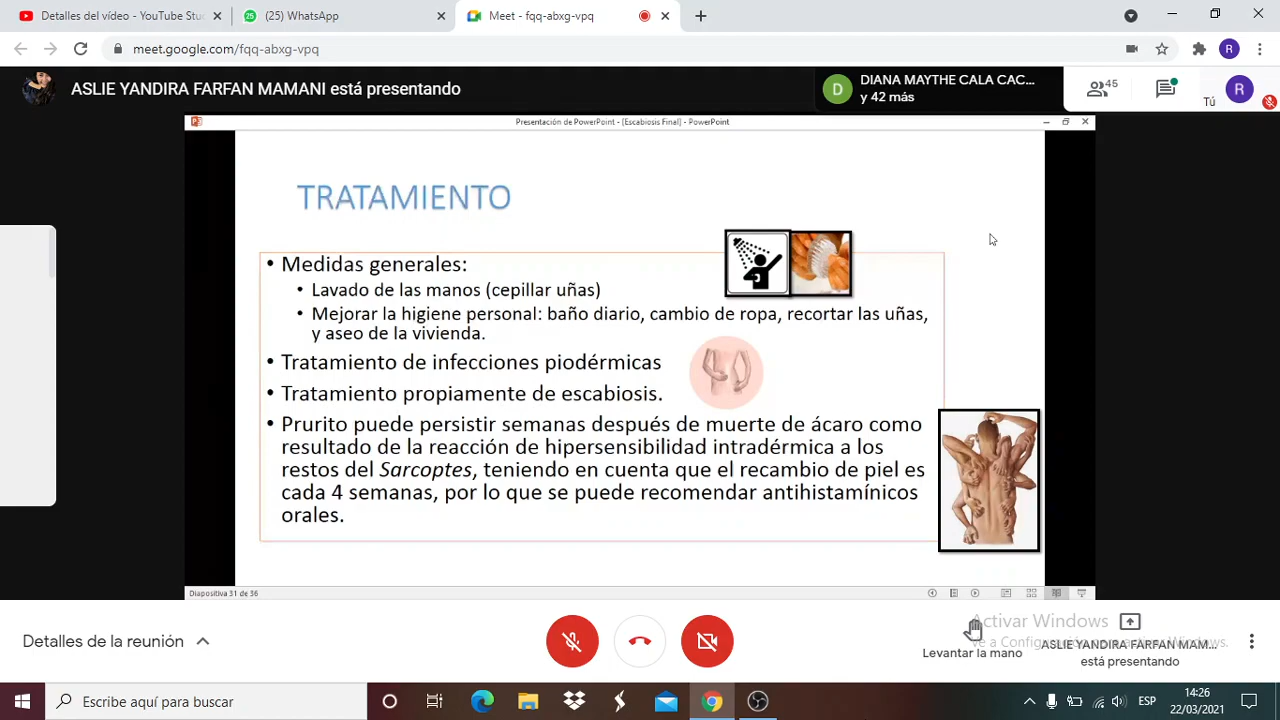 Detalles del vídeo - YouTube Stu
(25) WhatsApp
Meet - fqq-abxg-vpq
meet.google.com/fqq-abxg-vpq
R
ASLIE YANDIRA FARFAN MAMANI está presentando
D
DIANA MAYTHE CALA CAC...
y 42 más
45
Tú
R
Presentación de PowerPoint - [Escabiosis Final] - PowerPoint
TRATAMIENTO
• Medidas generales:
• Lavado de las manos (cepillar uñas)
• Mejorar la higiene personal: baño diario, cambio de ropa, recortar las uñas,
y aseo de la vivienda.
• Tratamiento de infecciones piodérmicas
• Tratamiento propiamente de escabiosis.
• Prurito puede persistir semanas después de muerte de ácaro como
resultado de la reacción de hipersensibilidad intradérmica a los
restos del Sarcoptes, teniendo en cuenta que el recambio de piel es
cada 4 semanas, por lo que se puede recomendar antihistamínicos
orales.
Diapositiva 31 de 36
Detalles de la reunión
Levantar la mano
ASLIE YANDIRA FARFAN MAM...
está presentando
Activar Windows
Ve a Configuración para activar Windows.
Escribe aquí para buscar
ESP
14:26
22/03/2021